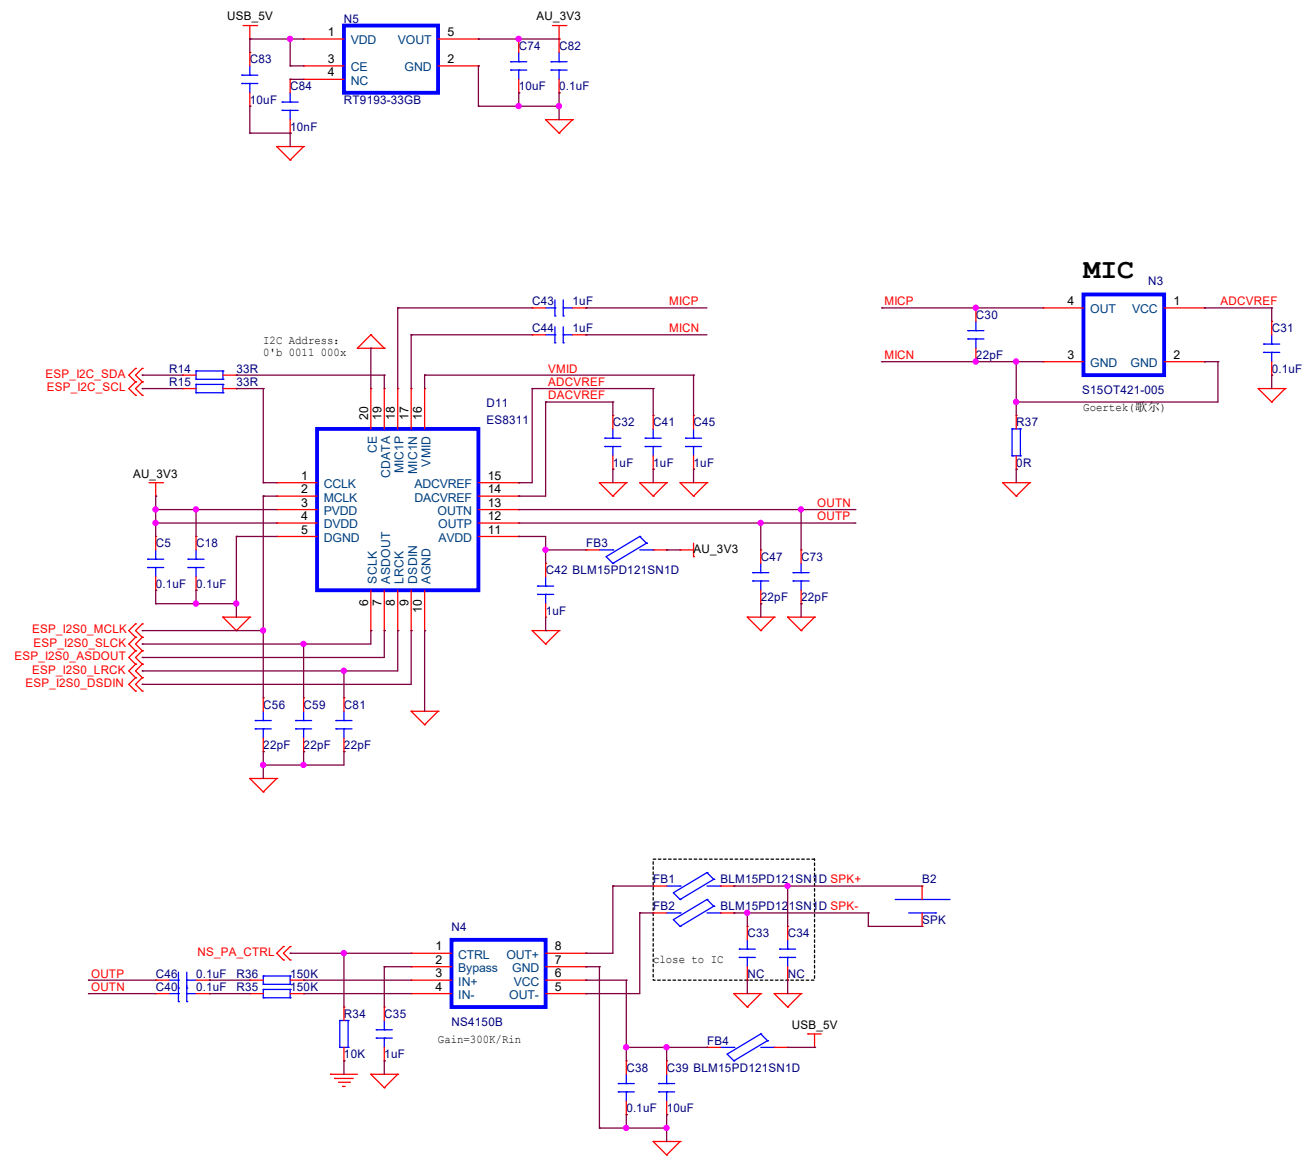 USB_5V
AU_3V3
N5
1 VDD VOUT 5
3 CE GND 2
4 NC
RT9193-33GB
C83
10uF
C84
10nF
C74
10uF
C82
0.1uF
MIC
N3
MICP
MICN
C30
22pF
4 OUT VCC 1
3 GND GND 2
ADCVREF
C31
0.1uF
S15OT421-005
Goertek(歌尔)
R37
0R
C43 1uF MICP
C44 1uF MICN
I2C Address:
0'b 0011 000x
ESP_I2C_SDA R14 33R
ESP_I2C_SCL R15 33R
VMID
ADCVREF
DACVREF
D11
ES8311
20 19 18 17 16
CE CDATA MIC1P MIC1N VMID
C32
1uF
C41
1uF
C45
1uF
AU_3V3
1 CCLK ADCVREF 15
2 MCLK DACVREF 14
3 PVDD OUTN 13
4 DVDD OUTP 12
5 DGND AVDD 11
SCLK ASDOUT LRCK DSDIN AGND
6 7 8 9 10
OUTN
OUTP
C5
0.1uF
C18
0.1uF
FB3
AU_3V3
C42 BLM15PD121SN1D
1uF
C47
22pF
C73
22pF
ESP_I2S0_MCLK
ESP_I2S0_SLCK
ESP_I2S0_ASDOUT
ESP_I2S0_LRCK
ESP_I2S0_DSDIN
C56
22pF
C59
22pF
C81
22pF
FB1 BLM15PD121SN1D SPK+
FB2 BLM15PD121SN1D SPK-
B2
SPK
C33
NC
C34
NC
close to IC
N4
NS_PA_CTRL
OUTP C46 0.1uF R36 150K
OUTN C40 0.1uF R35 150K
1 CTRL OUT+ 8
2 Bypass GND 7
3 IN+ VCC 6
4 IN- OUT- 5
NS4150B
Gain=300K/Rin
R34
10K
C35
1uF
USB_5V
FB4
C38
0.1uF
C39 BLM15PD121SN1D
10uF